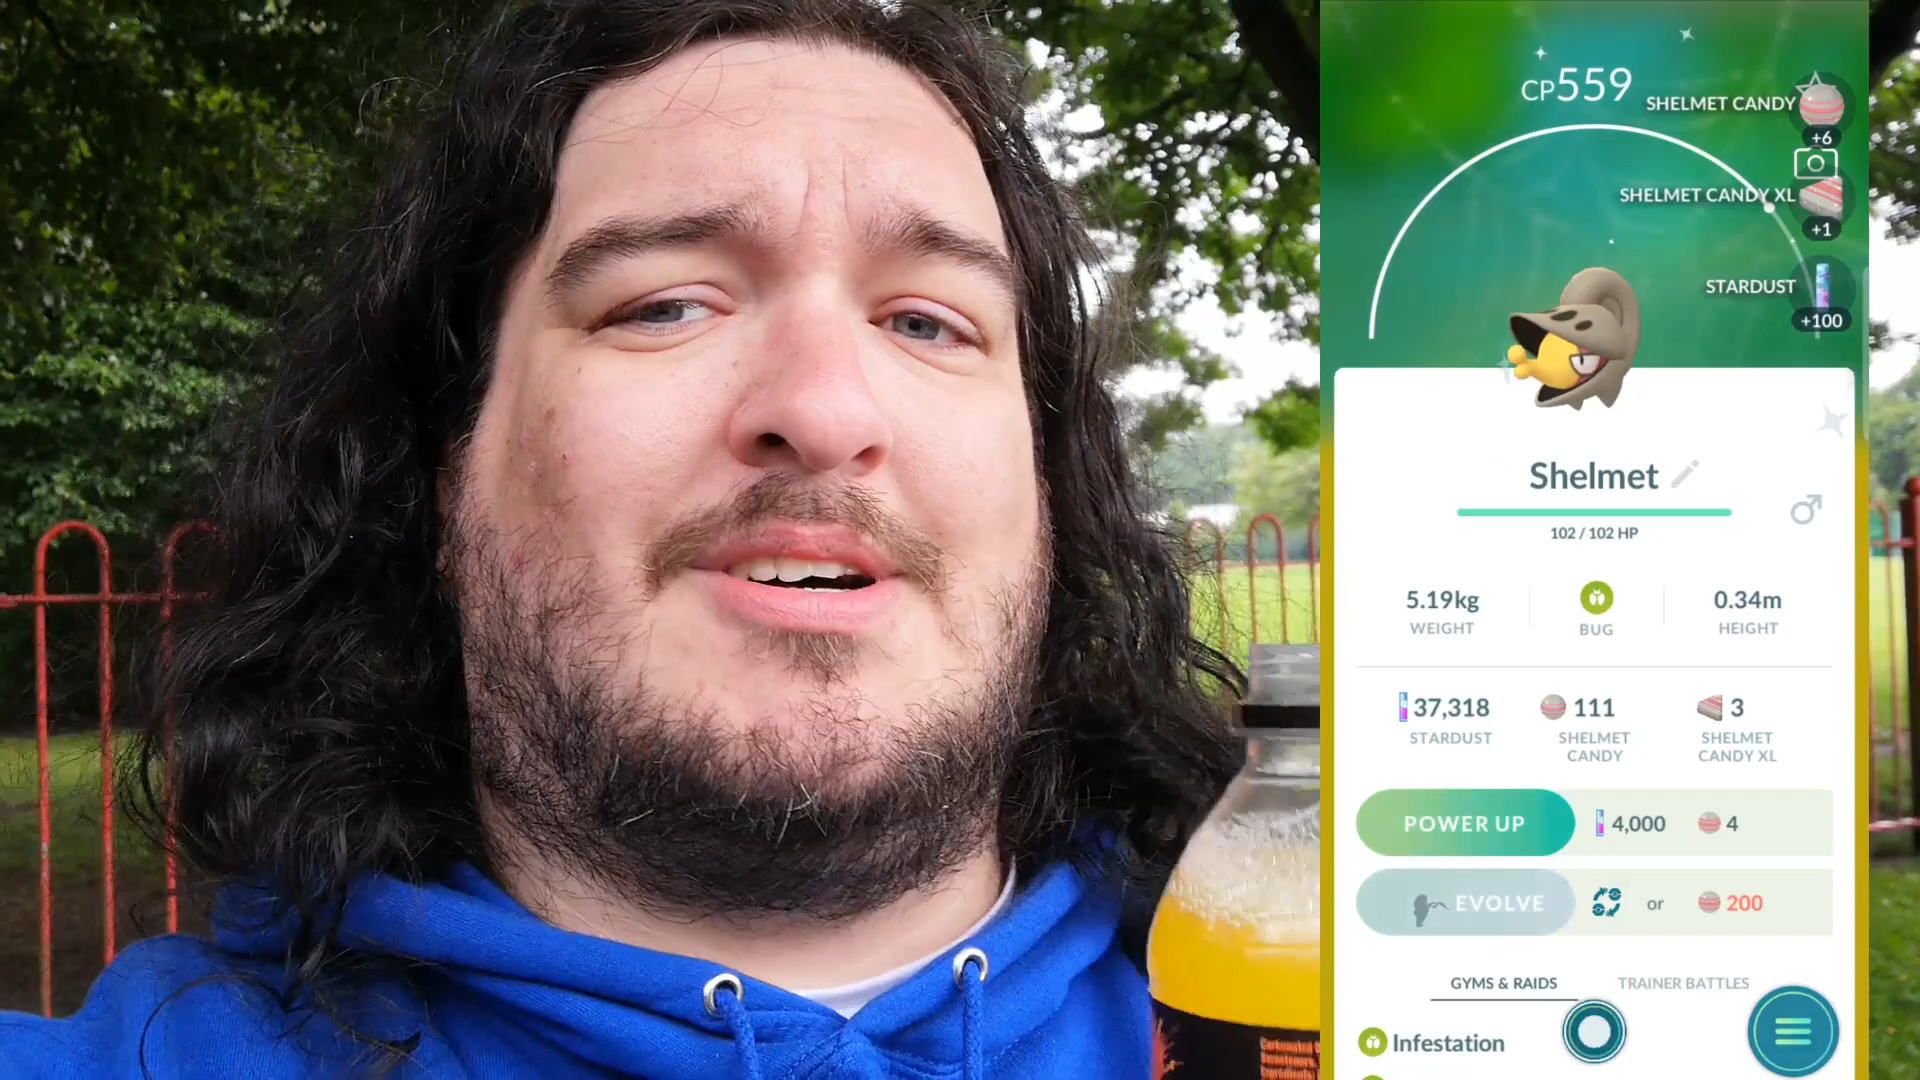 CP559
SHELMET CANDY
+6
SHELMET CANDY XL
+1
STARDUST
+100
Shelmet
102 / 102 HP
5.19kg
WEIGHT
BUG
0.34m
HEIGHT
37,318
STARDUST
111
SHELMET
CANDY
3
SHELMET
CANDY XL
POWER UP
4,000
4
EVOLVE
or
200
GYMS & RAIDS
TRAINER BATTLES
Infestation